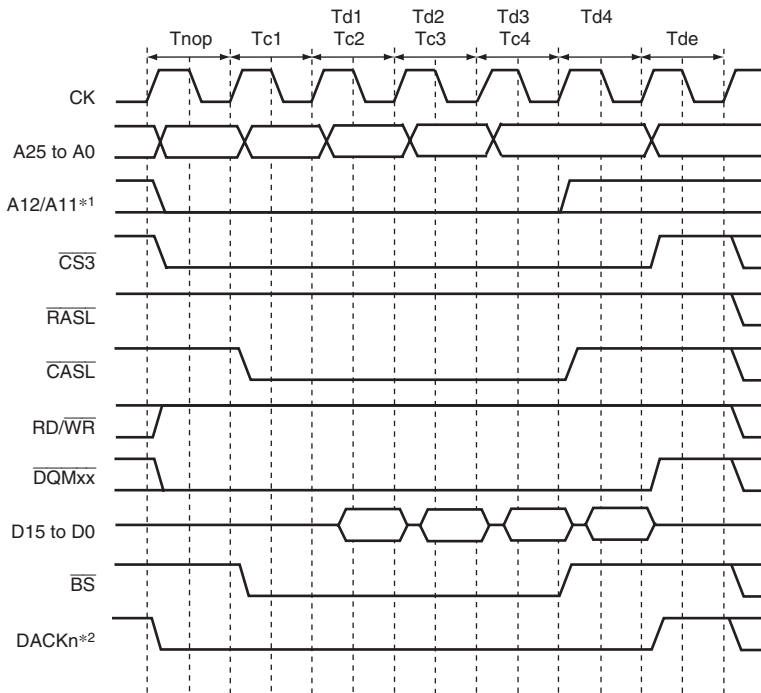 Td1 Td2 Td3 Td4
Tnop Tc1 Tc2 Tc3 Tc4 Tde
CK
A25 to A0
A12/A11*1
CS3
RASL
CASL
RD/WR
DQMxx
D15 to D0
BS
DACKn*2